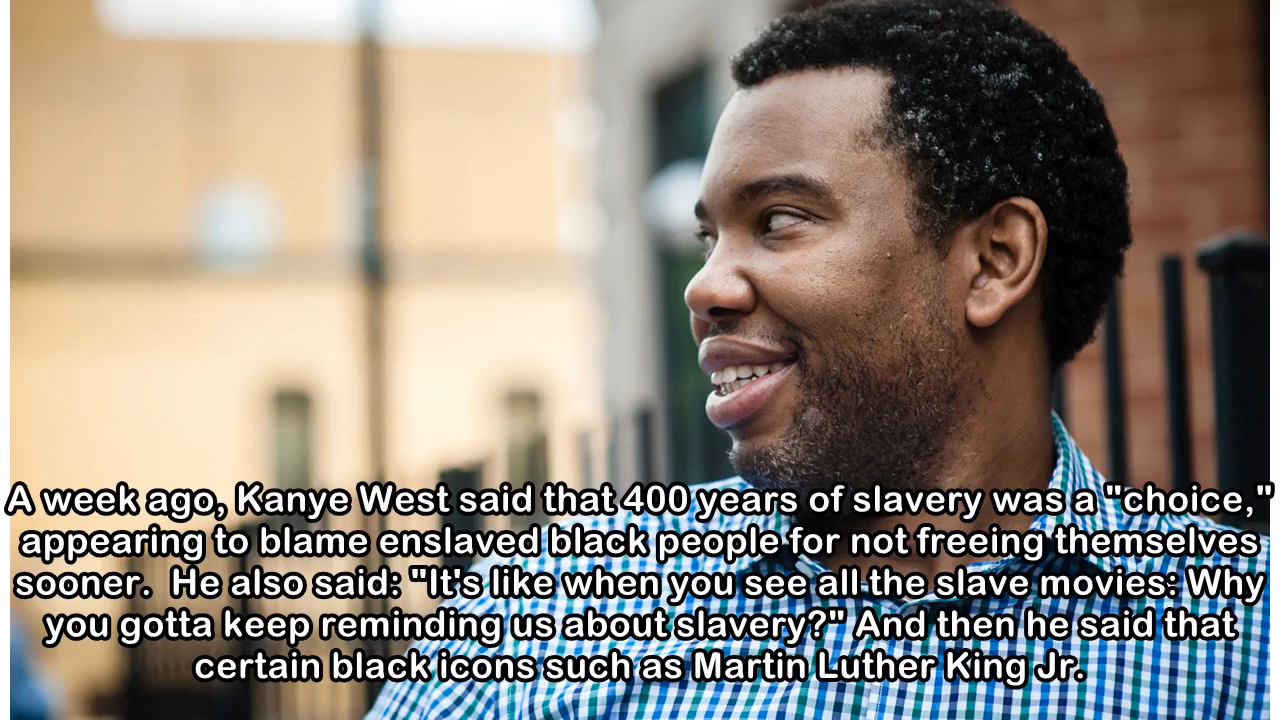 A week ago, Kanye West said that 400 years of slavery was a "choice,"
appearing to blame enslaved black people for not freeing themselves
sooner.  He also said: "It's like when you see all the slave movies: Why
you gotta keep reminding us about slavery?" And then he said that
certain black icons such as Martin Luther King Jr.